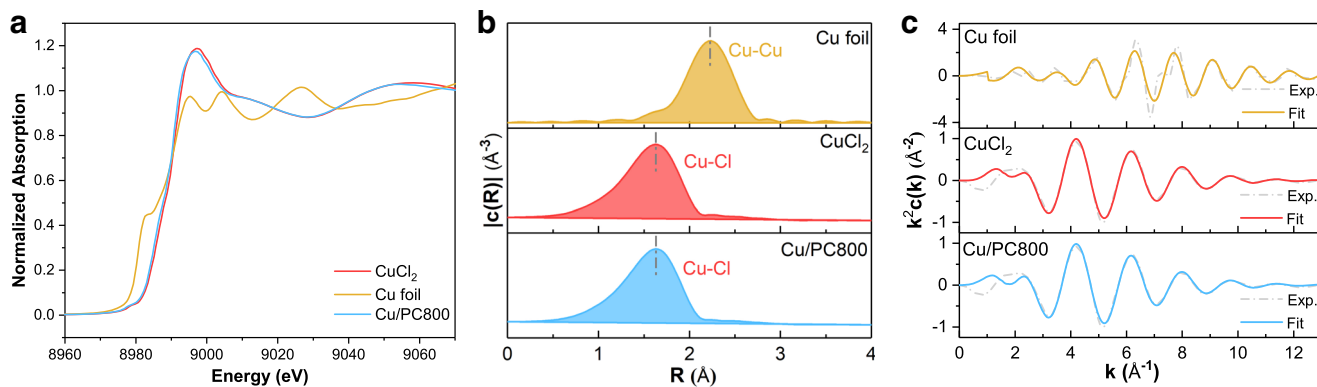 a
1.2
1.0
0.8
0.6
0.4
0.2
0.0
Normalized Absorption
CuCl₂
Cu foil
Cu/PC800
8960 8980 9000 9020 9040 9060
Energy (eV)
b
Cu-Cu
Cu foil
Cu-Cl
CuCl₂
Cu-Cl
Cu/PC800
|c(R)| (Å⁻³)
0 1 2 3 4
R (Å)
c
Cu foil
4
0
-4
Exp.
Fit
CuCl₂
1
0
-1
Exp.
Fit
Cu/PC800
1
0
-1
Exp.
Fit
k²c(k) (Å⁻²)
0 2 4 6 8 10 12
k (Å⁻¹)